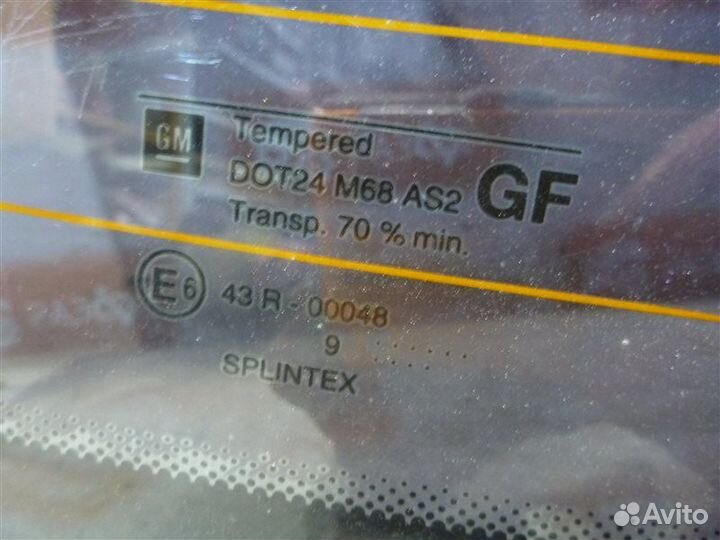 GM
Tempered
DOT24 M68 AS2 GF
Transp. 70 % min.
E6 43 R - 00048
9
SPLINTEX
Avito